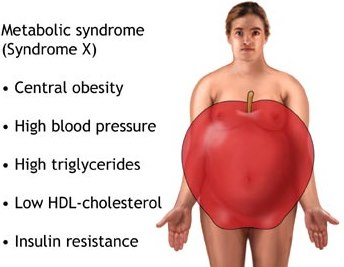 Metabolic syndrome
(Syndrome X)
• Central obesity
• High blood pressure
• High triglycerides
• Low HDL-cholesterol
• Insulin resistance